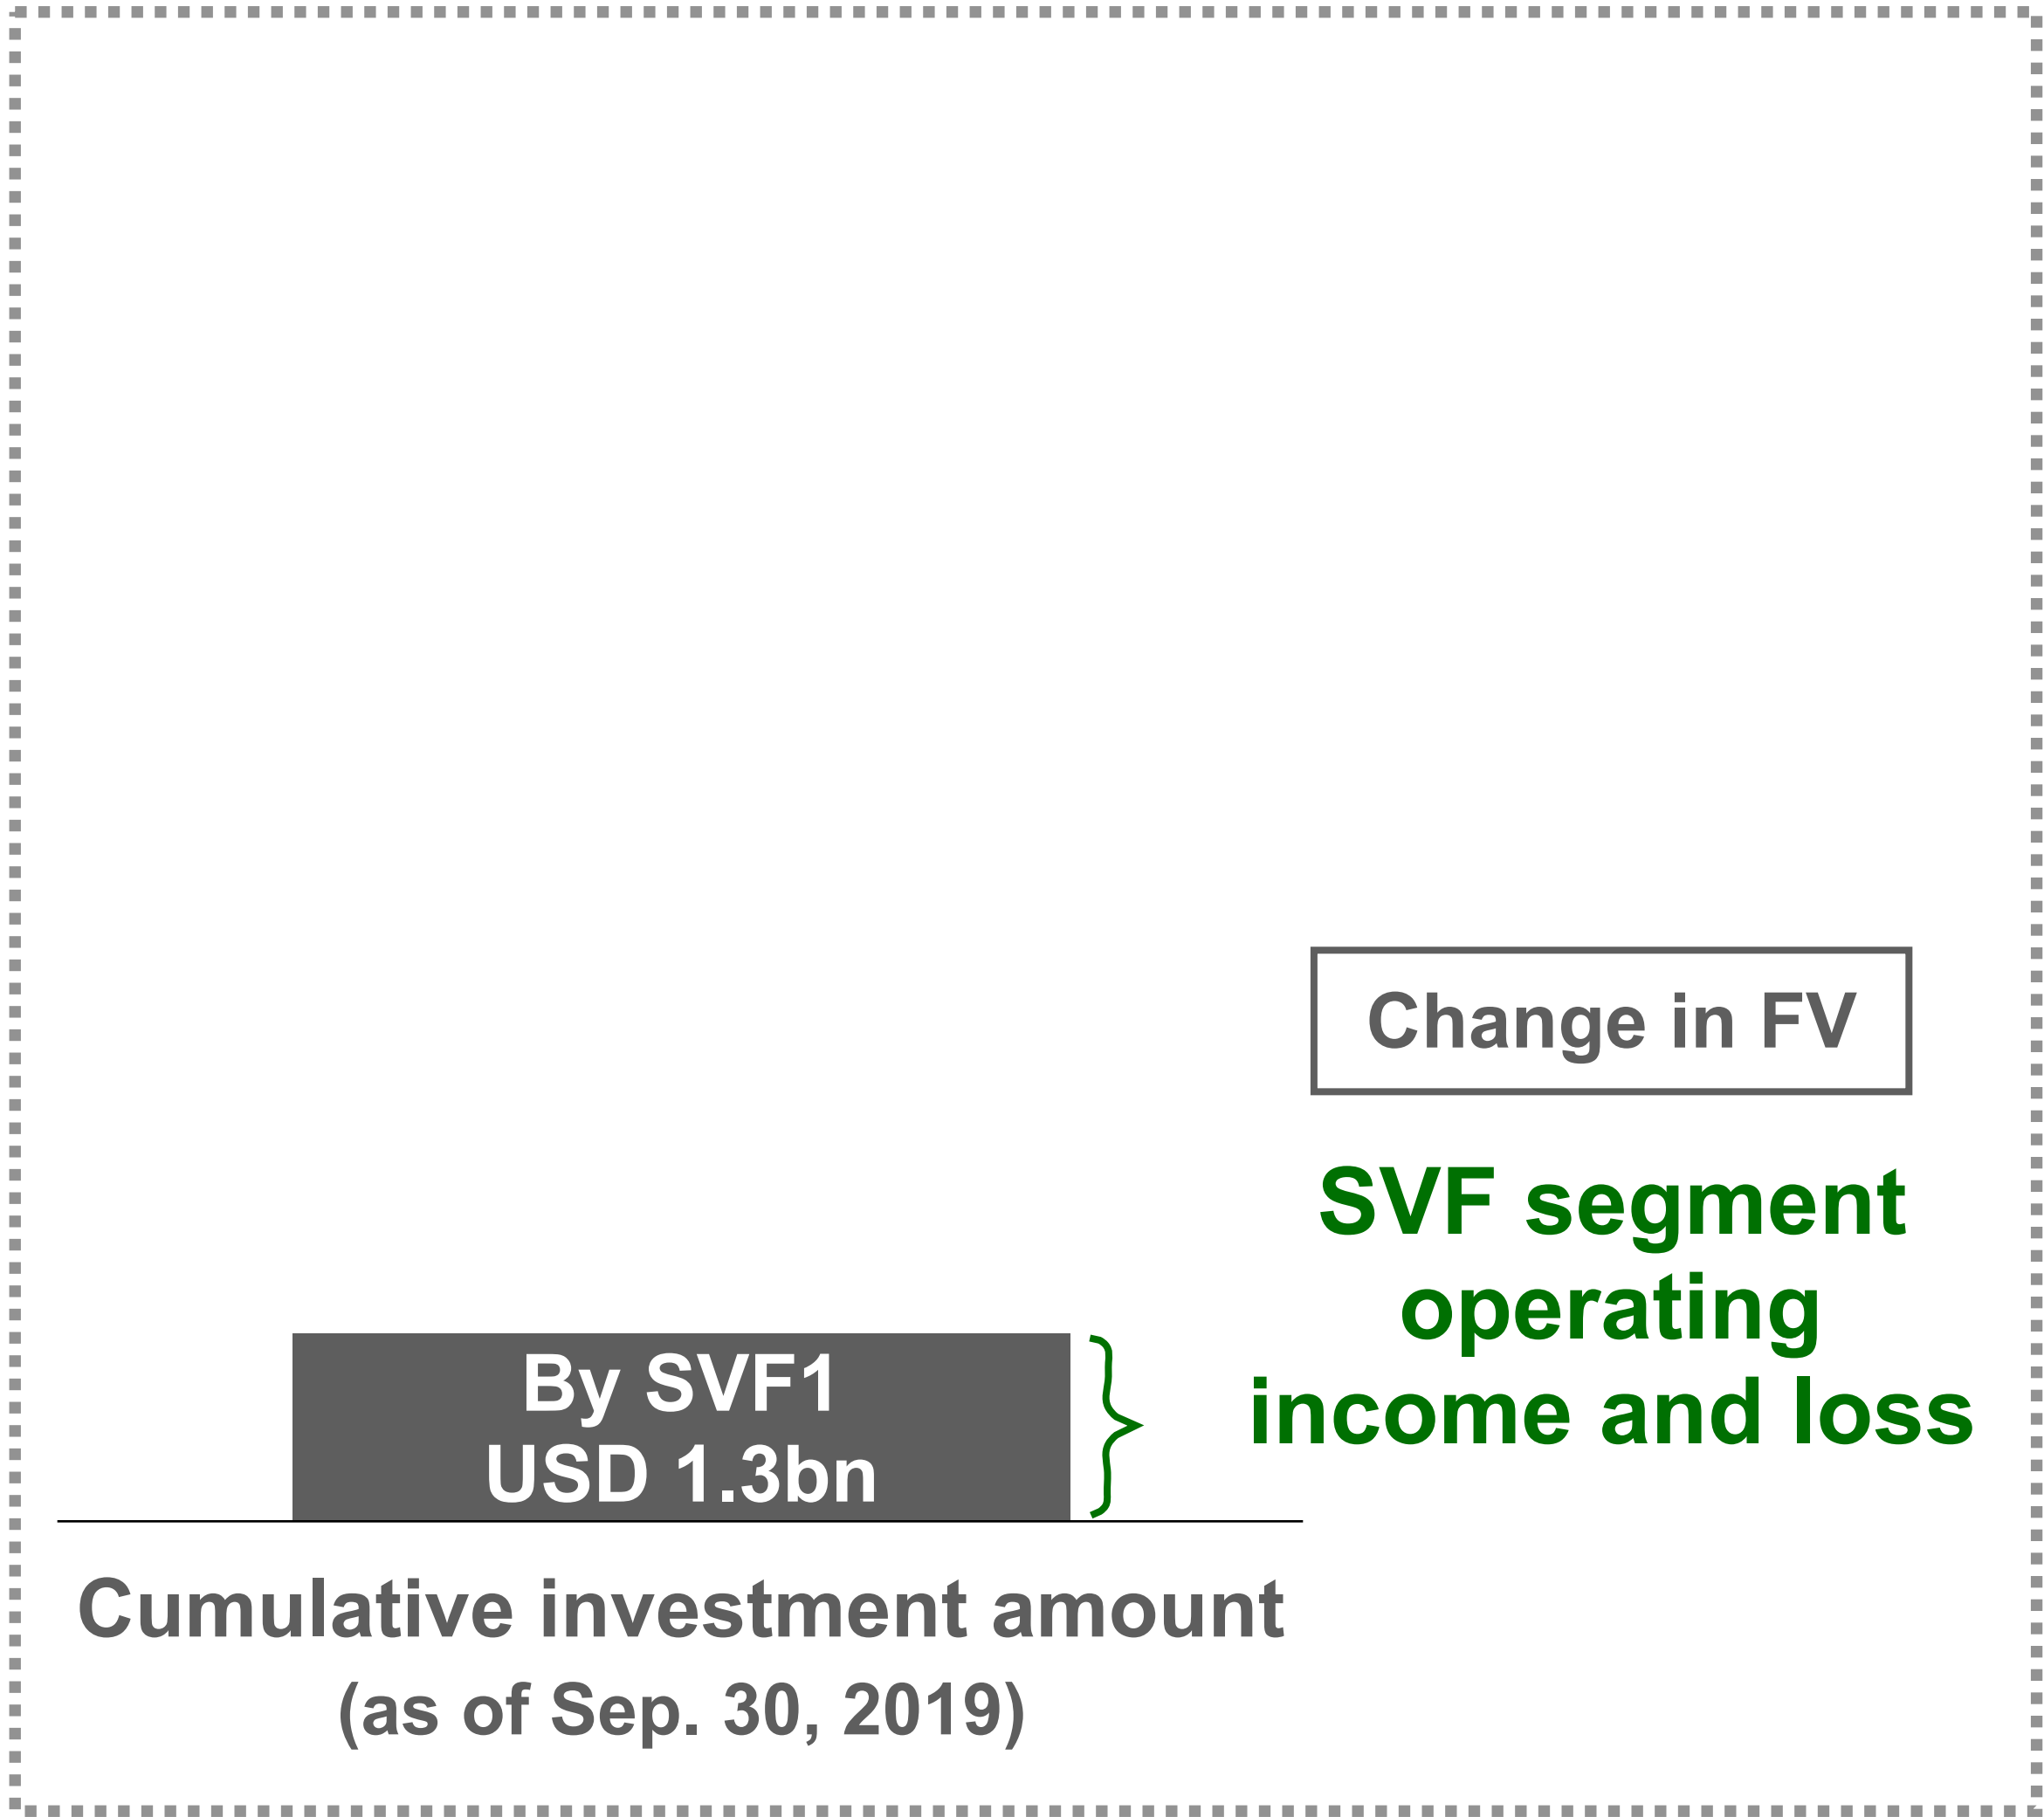 Change in FV
SVF segment
operating
income and loss
By SVF1
USD 1.3bn
Cumulative investment amount
(as of Sep. 30, 2019)